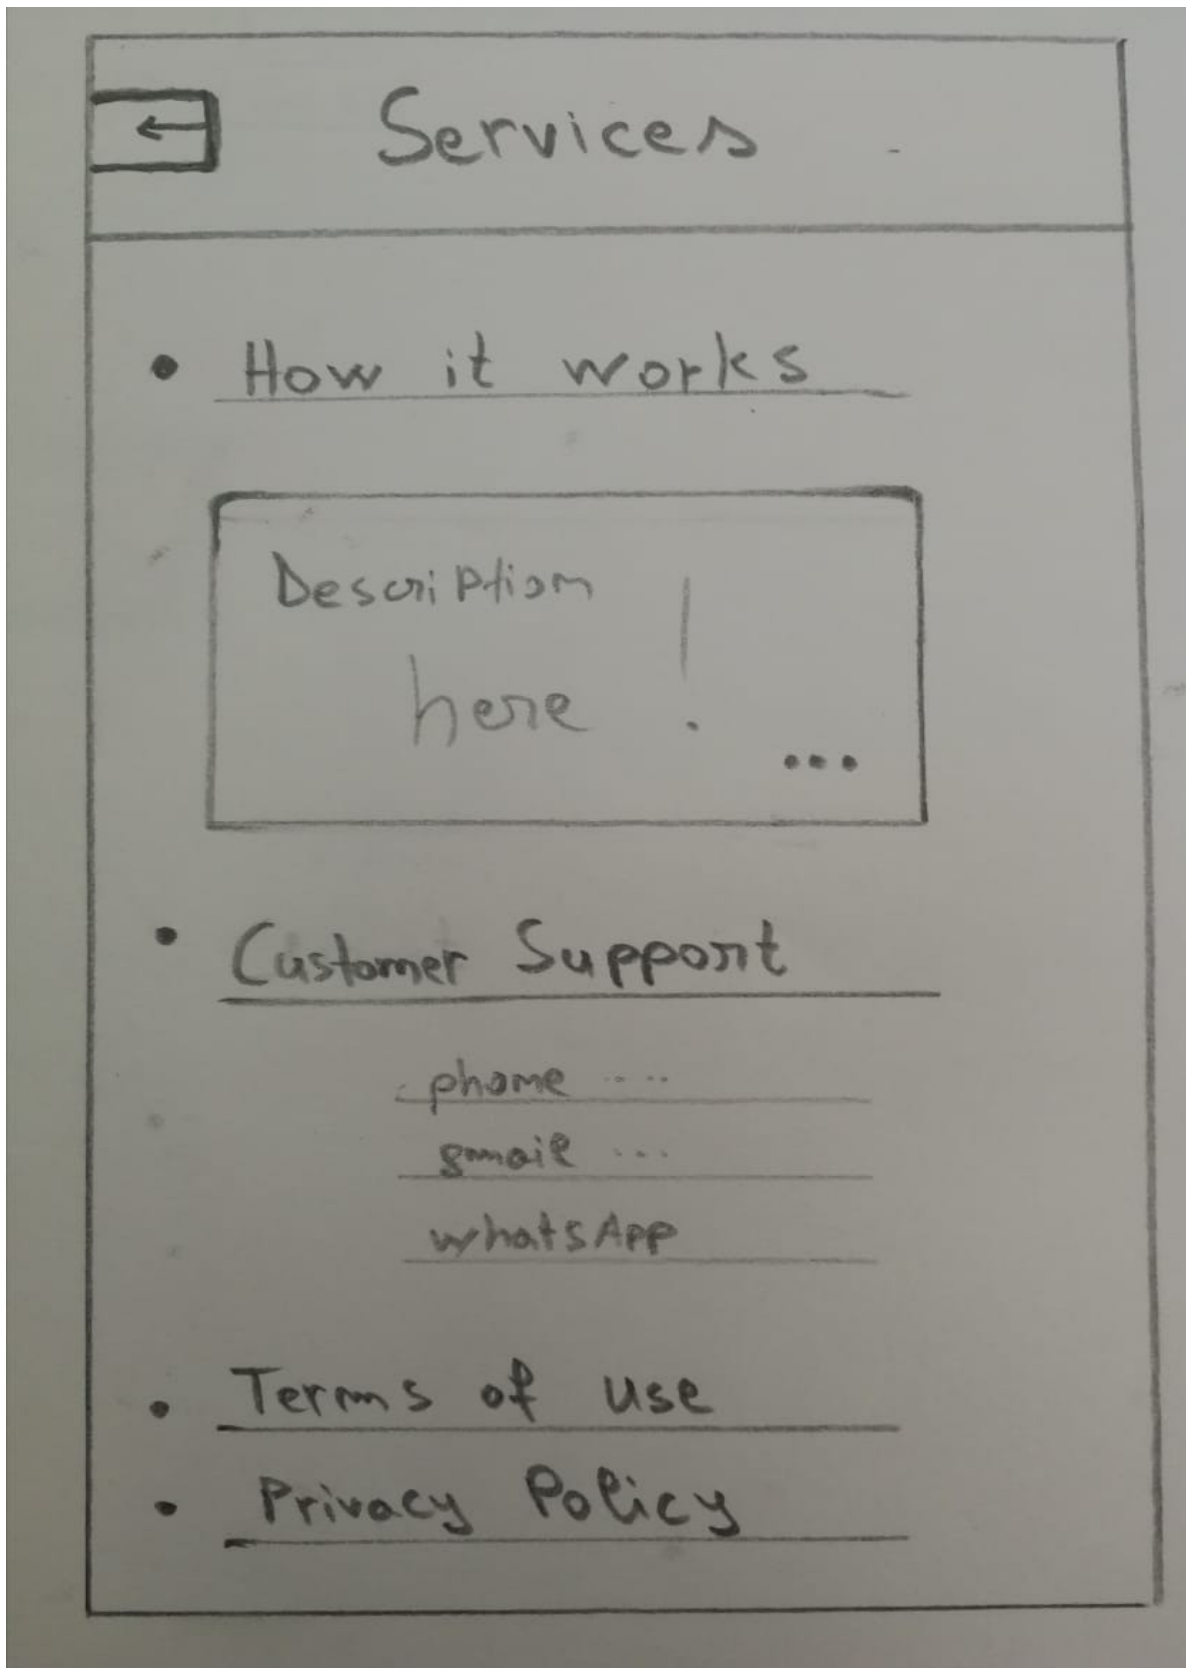 Services
How it works
Description
here !
...
Customer Support
phone ....
gmail ...
whatsApp
Terms of use
Privacy Policy